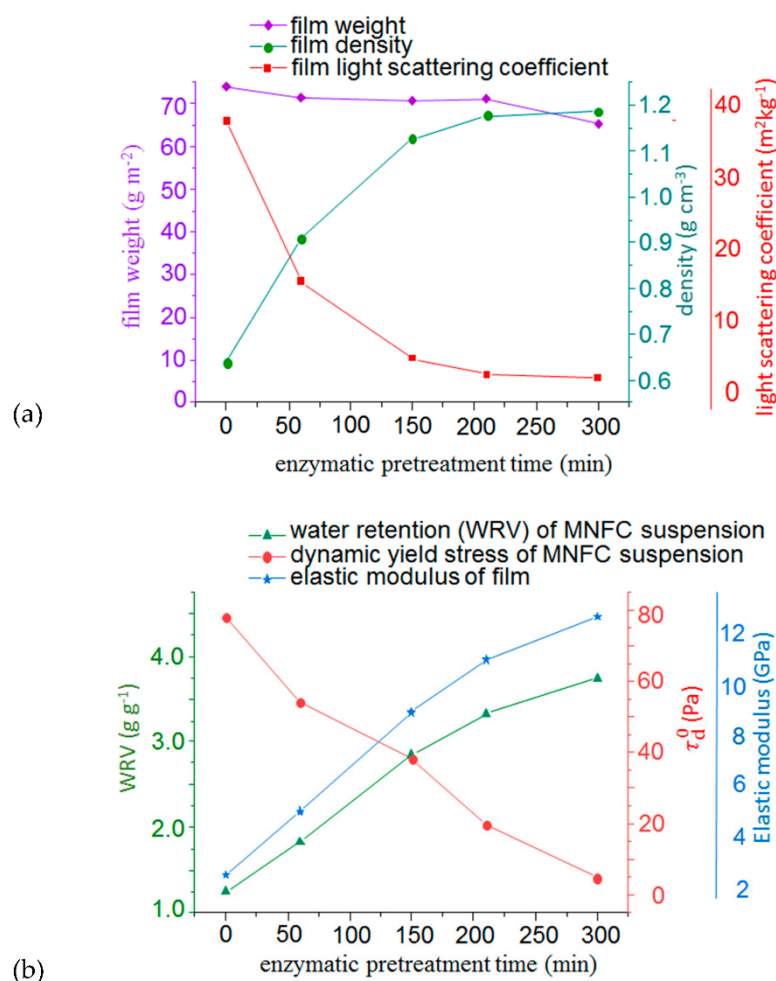 film weight
film density
film light scattering coefficient
film weight (g m-2)
70
60
50
40
30
20
10
0
1.2
1.1
1.0
0.9
0.8
0.7
0.6
density (g cm-3)
40
30
20
10
0
light scattering coefficient (m2kg-1)
0 50 100 150 200 250 300
enzymatic pretreatment time (min)
(a)
water retention (WRV) of MNFC suspension
dynamic yield stress of MNFC suspension
elastic modulus of film
WRV (g g-1)
4.0
3.0
2.0
1.0
80
60
40
20
0
τd0 (Pa)
12
10
8
6
4
2
Elastic modulus (GPa)
0 50 100 150 200 250 300
enzymatic pretreatment time (min)
(b)